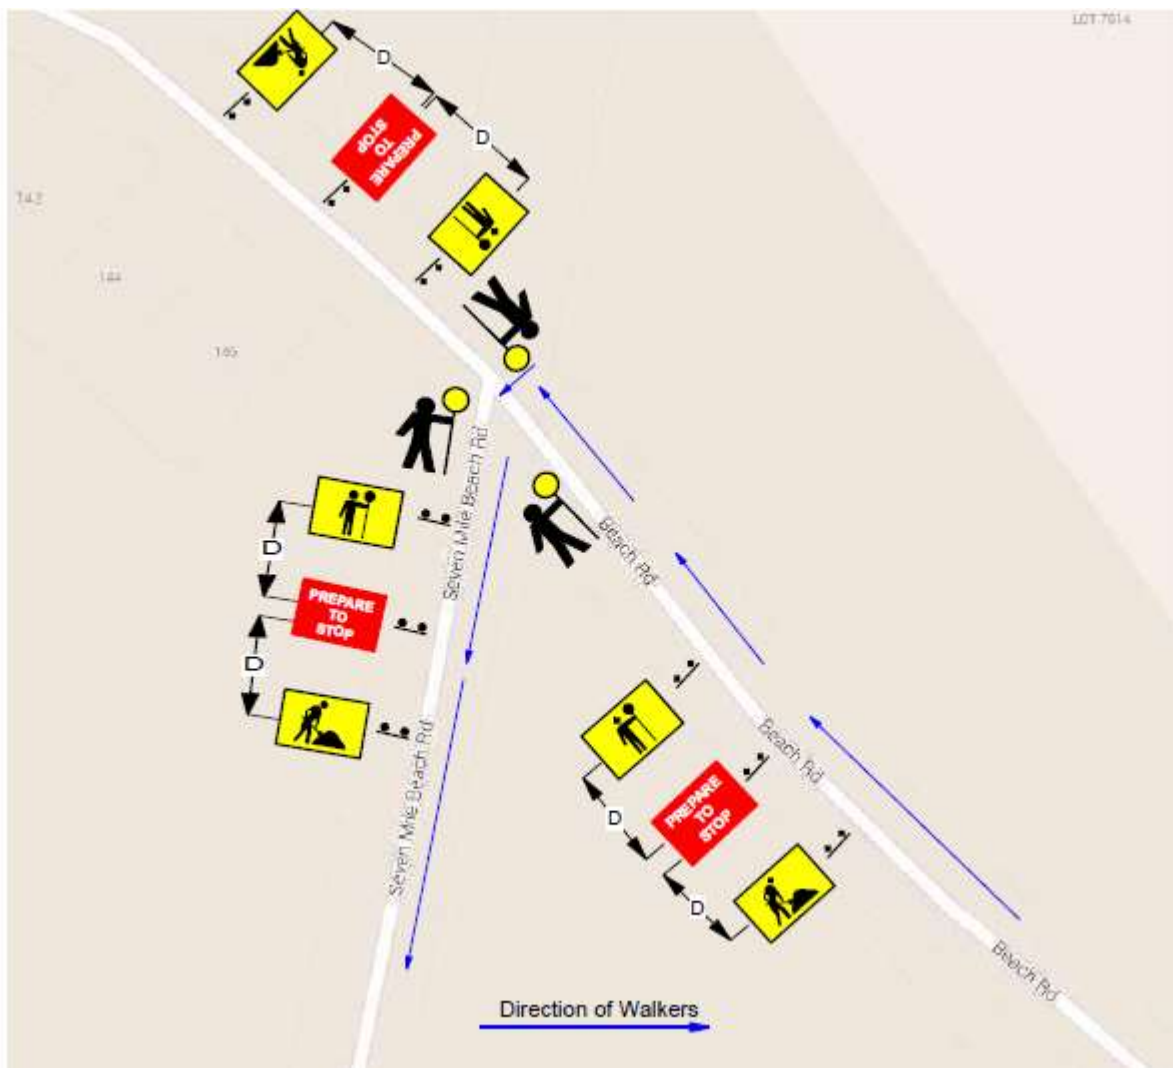 LOT 7014
D
PREPARE
TO
STOP
D
742
144
145
Seven Mile Beach Rd
Beach Rd
D
PREPARE
TO
STOP
D
Seven Mile Beach Rd
Beach Rd
PREPARE
TO
STOP
D
D
Beach Rd
Direction of Walkers